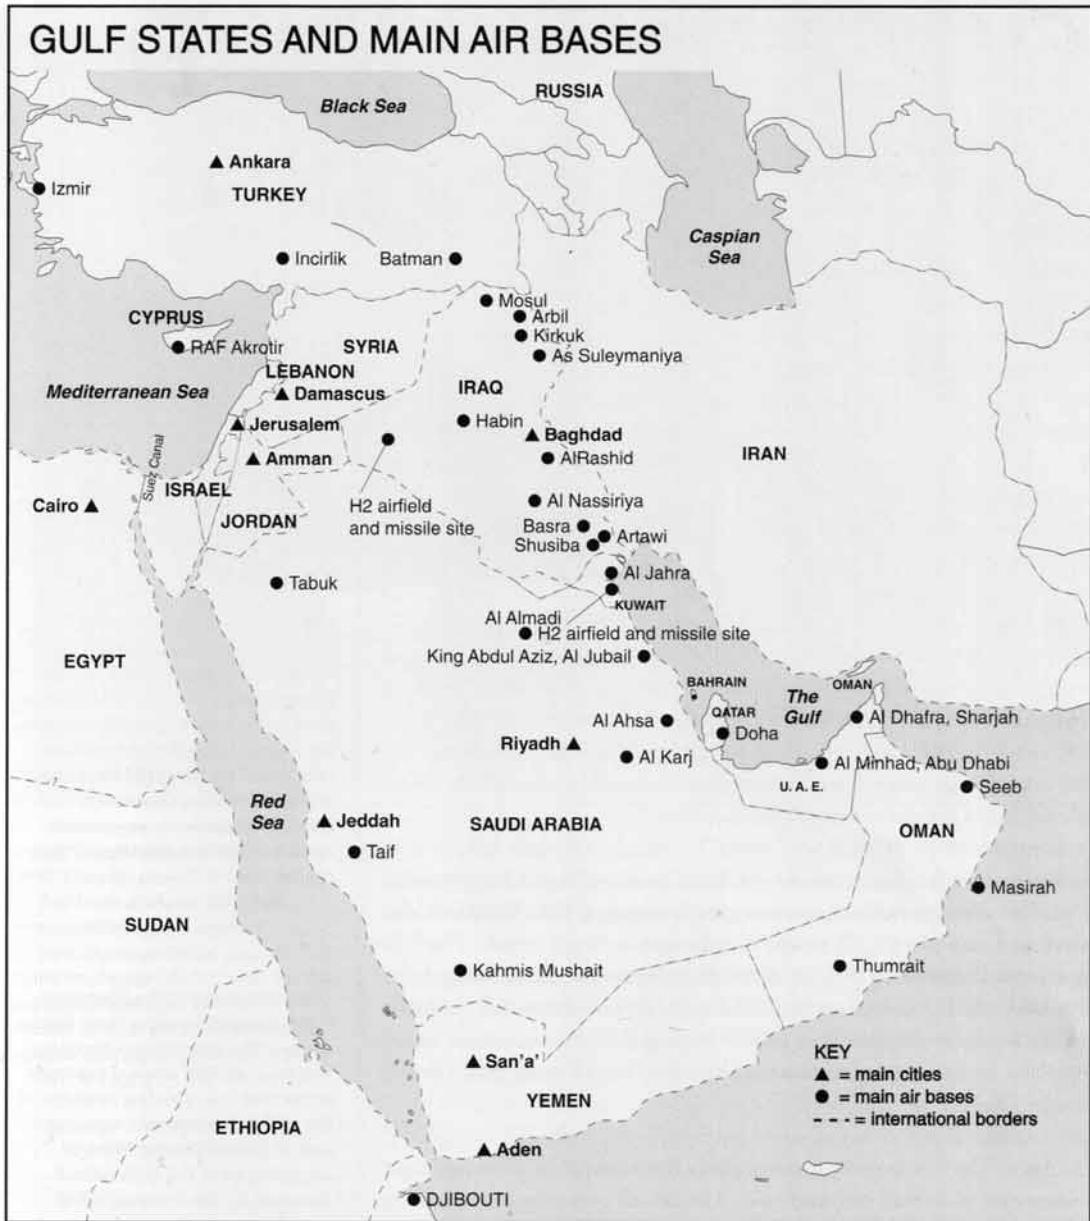 GULF STATES AND MAIN AIR BASES
RUSSIA
Black Sea
Ankara
Izmir
TURKEY
Caspian
Sea
Incirlik
Batman
Mosul
CYPRUS
Arbil
Kirkuk
RAF Akrotir
SYRIA
As Suleymaniya
LEBANON
Mediterranean Sea
Damascus
IRAQ
Jerusalem
Habin
Baghdad
Suez Canal
Amman
AlRashid
IRAN
ISRAEL
Cairo
H2 airfield
and missile site
Al Nassiriya
JORDAN
Basra
Artawi
Shusiba
Tabuk
Al Jahra
KUWAIT
Al Almadi
H2 airfield and missile site
EGYPT
King Abdul Aziz, Al Jubail
BAHRAIN
OMAN
The
Gulf
QATAR
Al Ahsa
Al Dhafra, Sharjah
Doha
Riyadh
Al Karj
Al Minhad, Abu Dhabi
U. A. E.
Seeb
Red
Sea
Jeddah
SAUDI ARABIA
OMAN
Taif
Masirah
SUDAN
Kahmis Mushait
Thumrait
San'a'
YEMEN
ETHIOPIA
Aden
DJIBOUTI
KEY
= main cities
= main air bases
= international borders